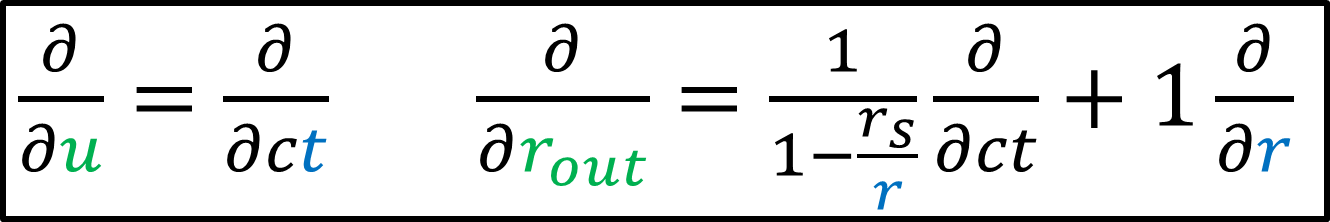 ∂/∂u = ∂/∂ct    ∂/∂r_out = 1/(1−r_s/r) ∂/∂ct + 1 ∂/∂r